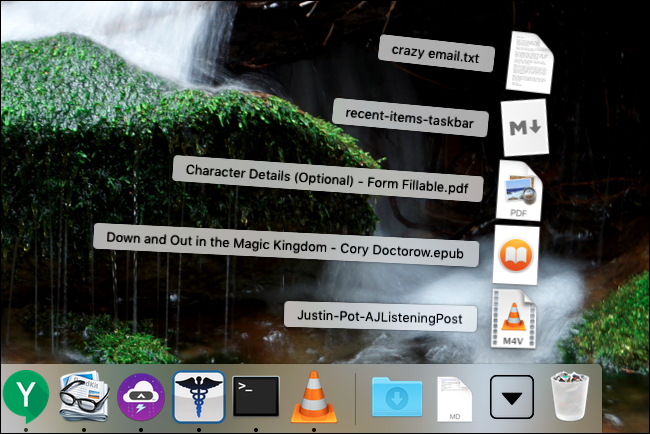 crazy email.txt
recent-items-taskbar
M
Character Details (Optional) - Form Fillable.pdf
PDF
Down and Out in the Magic Kingdom - Cory Doctorow.epub
Justin-Pot-AJListeningPost
M4V
Y
>_
MD